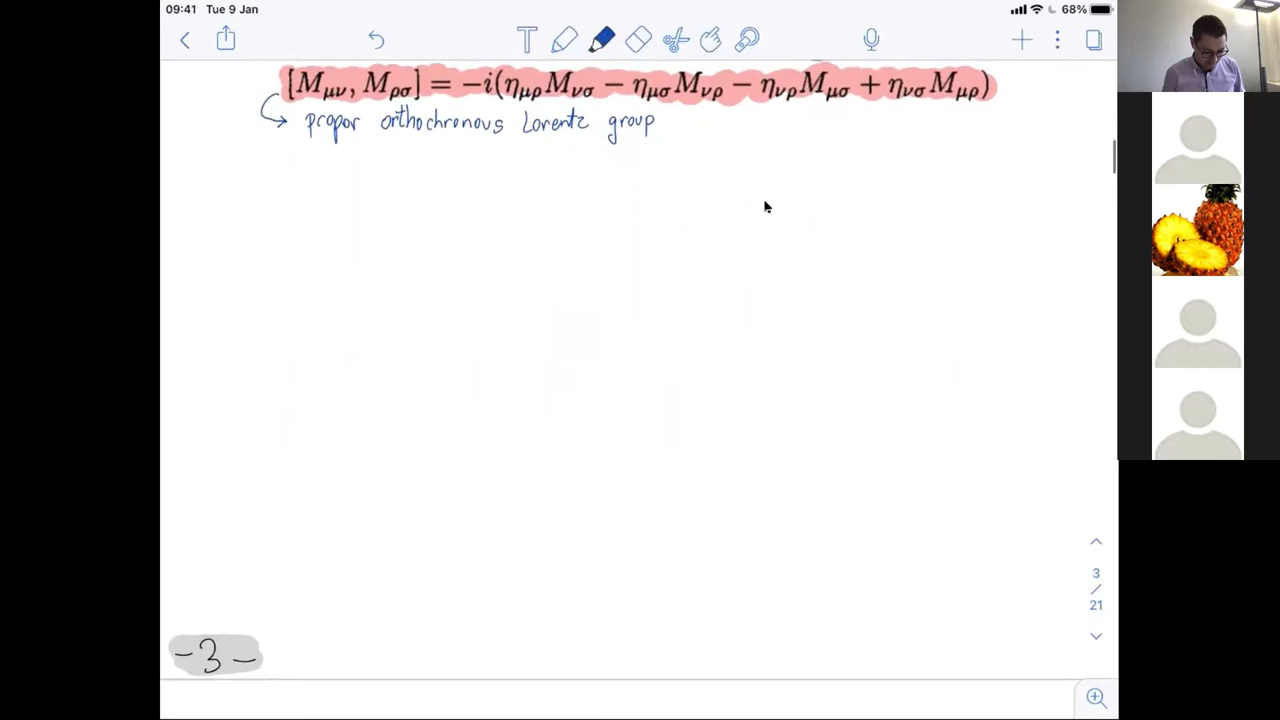 09:41 Tue 9 Jan
68%
[M_{μν}, M_{ρσ}] = −i(η_{μρ}M_{νσ} − η_{μσ}M_{νρ} − η_{νρ}M_{μσ} + η_{νσ}M_{μρ})
propor orthochronous Lorentz group
3
/
21
-3-